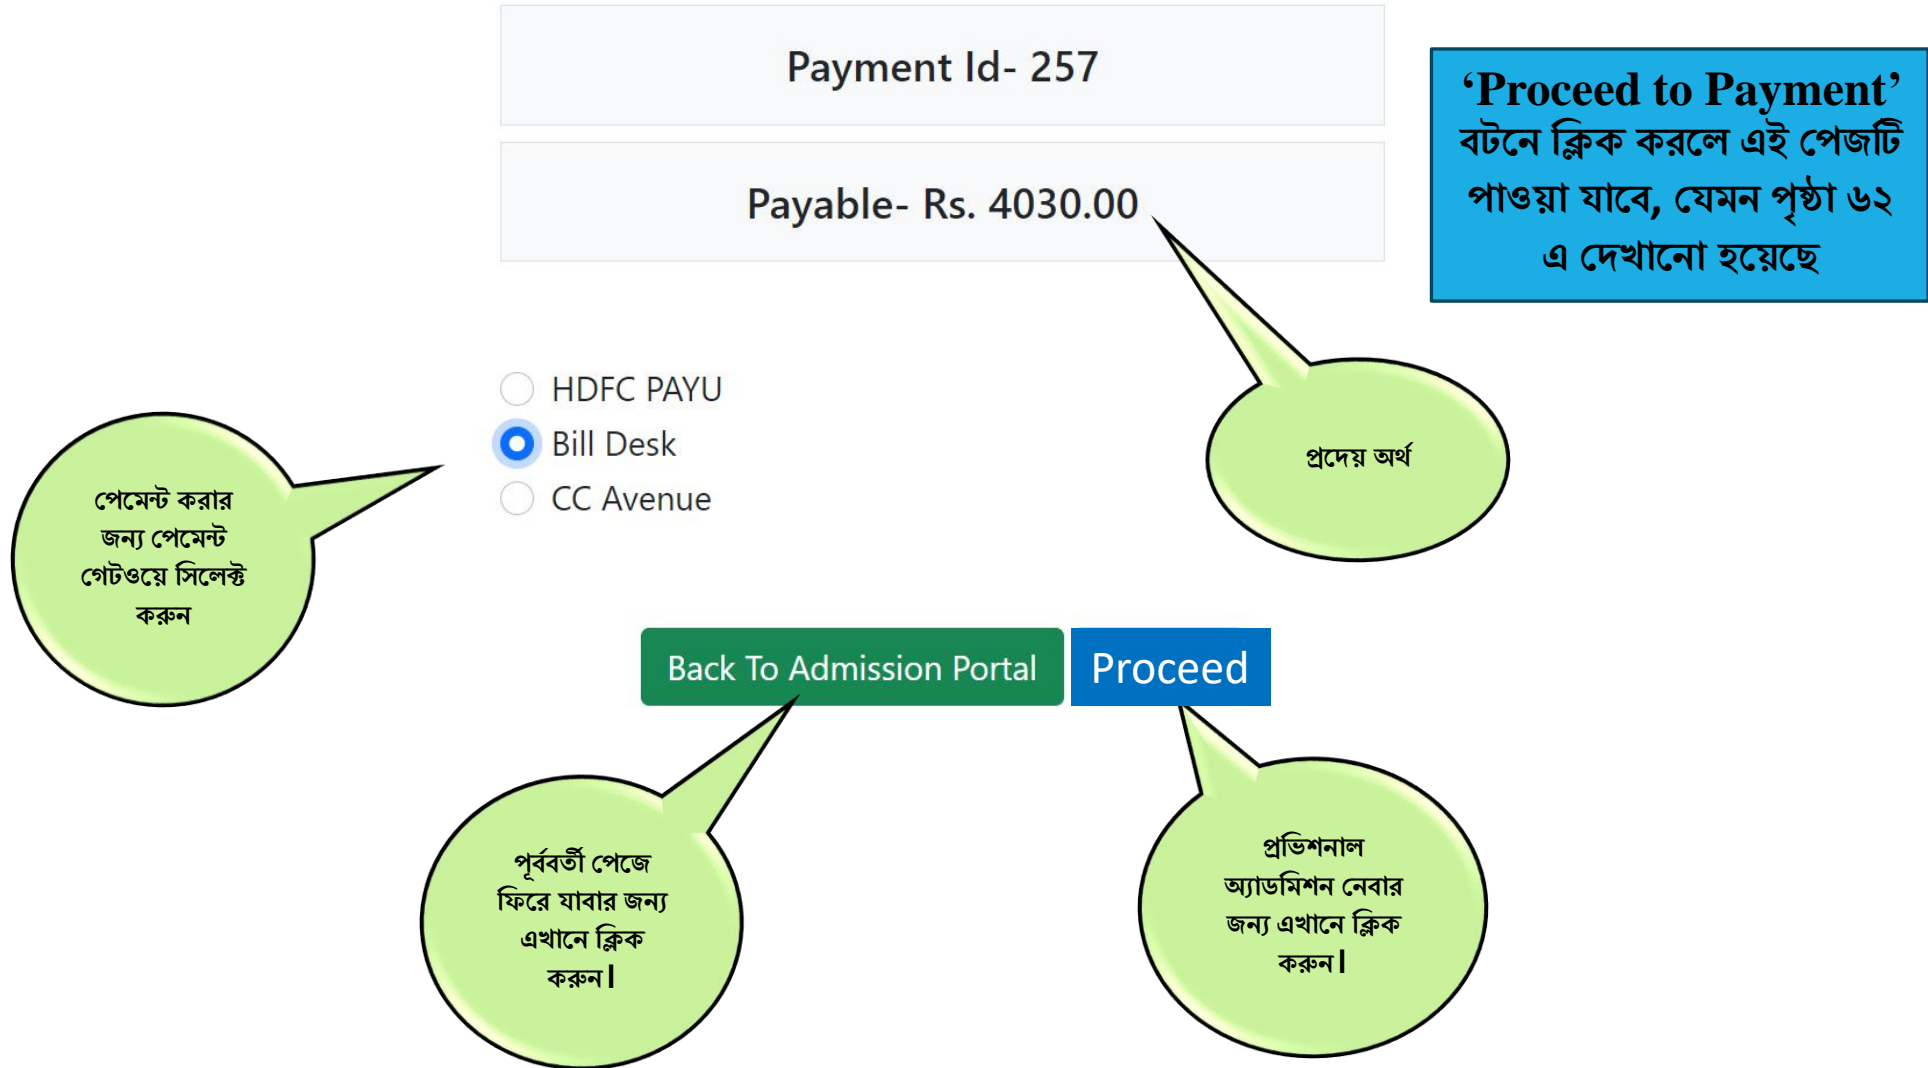 Payment Id- 257
‘Proceed to Payment’
বটনে ক্লিক করলে এই পেজটি
পাওয়া যাবে, যেমন পৃষ্ঠা ৬২
এ দেখানো হয়েছে
Payable- Rs. 4030.00
HDFC PAYU
Bill Desk
CC Avenue
প্রদেয় অর্থ
পেমেন্ট করার
জন্য পেমেন্ট
গেটওয়ে সিলেক্ট
করুন
Back To Admission Portal
Proceed
পূর্ববর্তী পেজে
ফিরে যাবার জন্য
এখানে ক্লিক
করুন।
প্রভিশনাল
অ্যাডমিশন নেবার
জন্য এখানে ক্লিক
করুন।